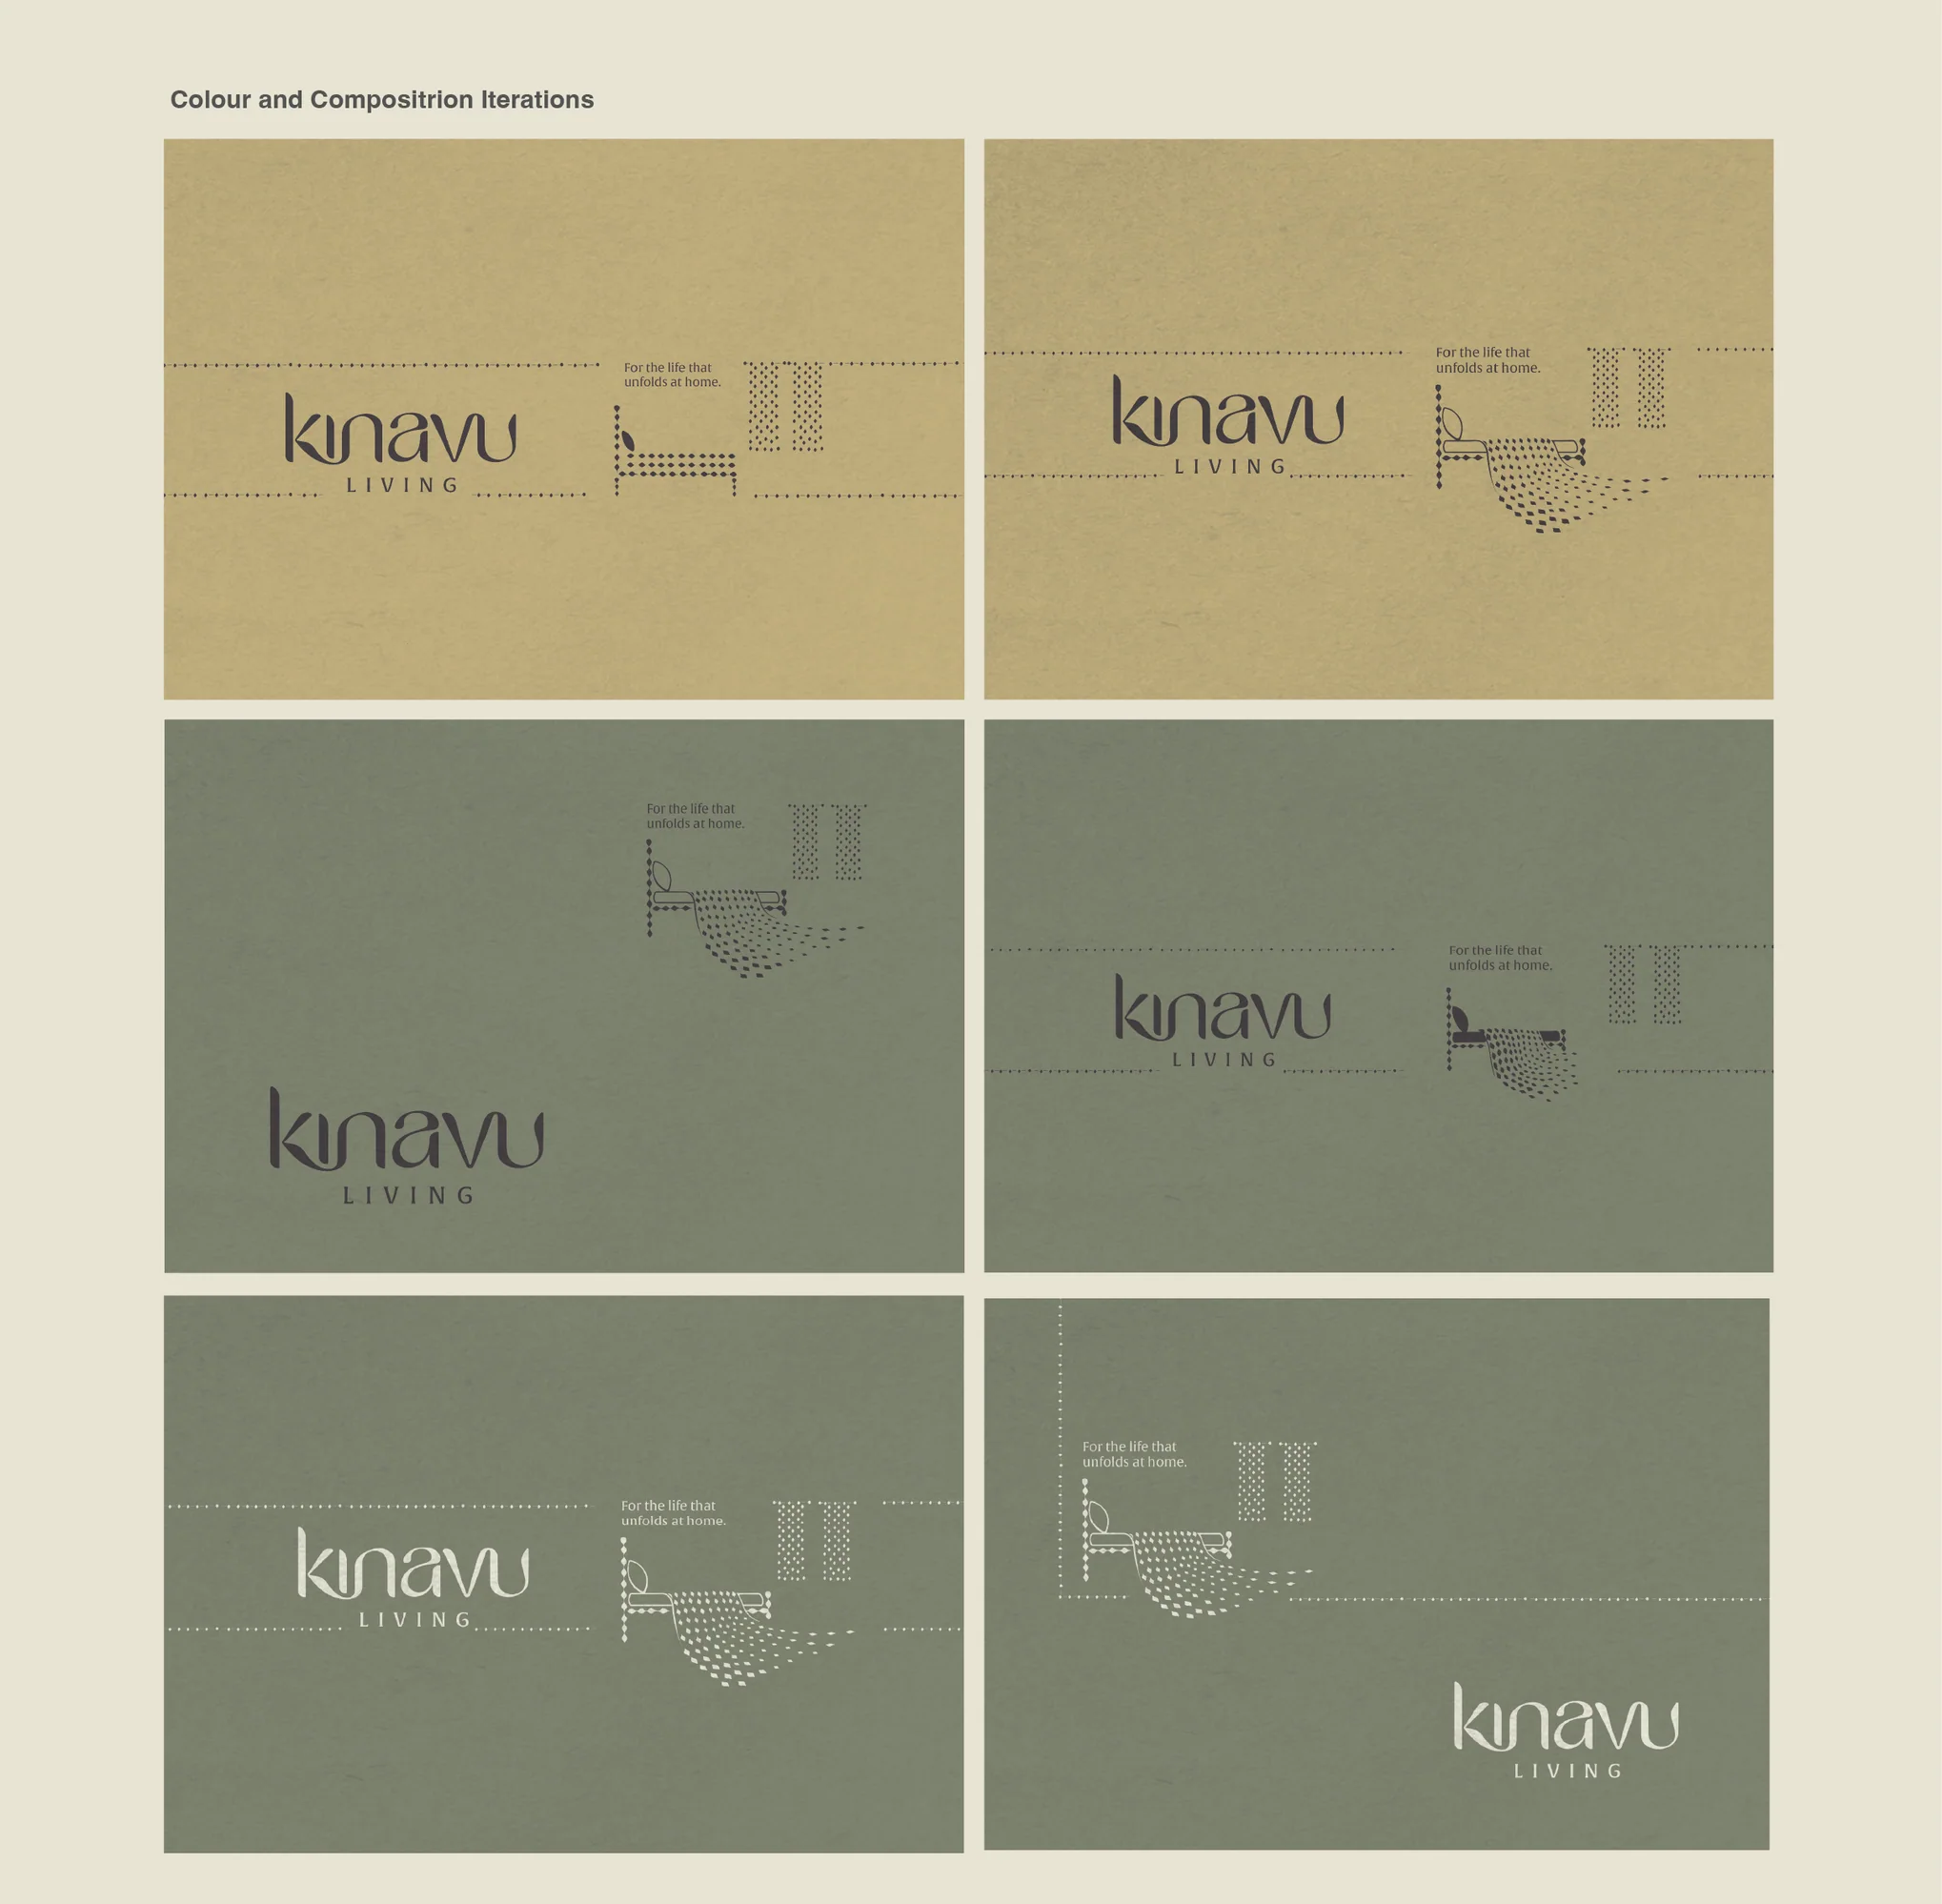 Colour and Compositrion Iterations
kinavu
LIVING
For the life that
unfolds at home.
kinavu
LIVING
For the life that
unfolds at home.
For the life that
unfolds at home.
kinavu
LIVING
kinavu
LIVING
For the life that
unfolds at home.
kinavu
LIVING
For the life that
unfolds at home.
For the life that
unfolds at home.
kinavu
LIVING